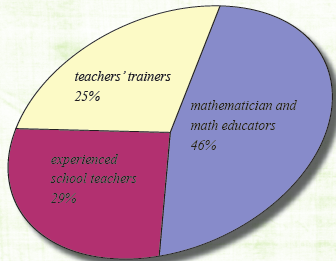 teachers' trainers
25%
mathematician and
math educators
46%
experienced
school teachers
29%